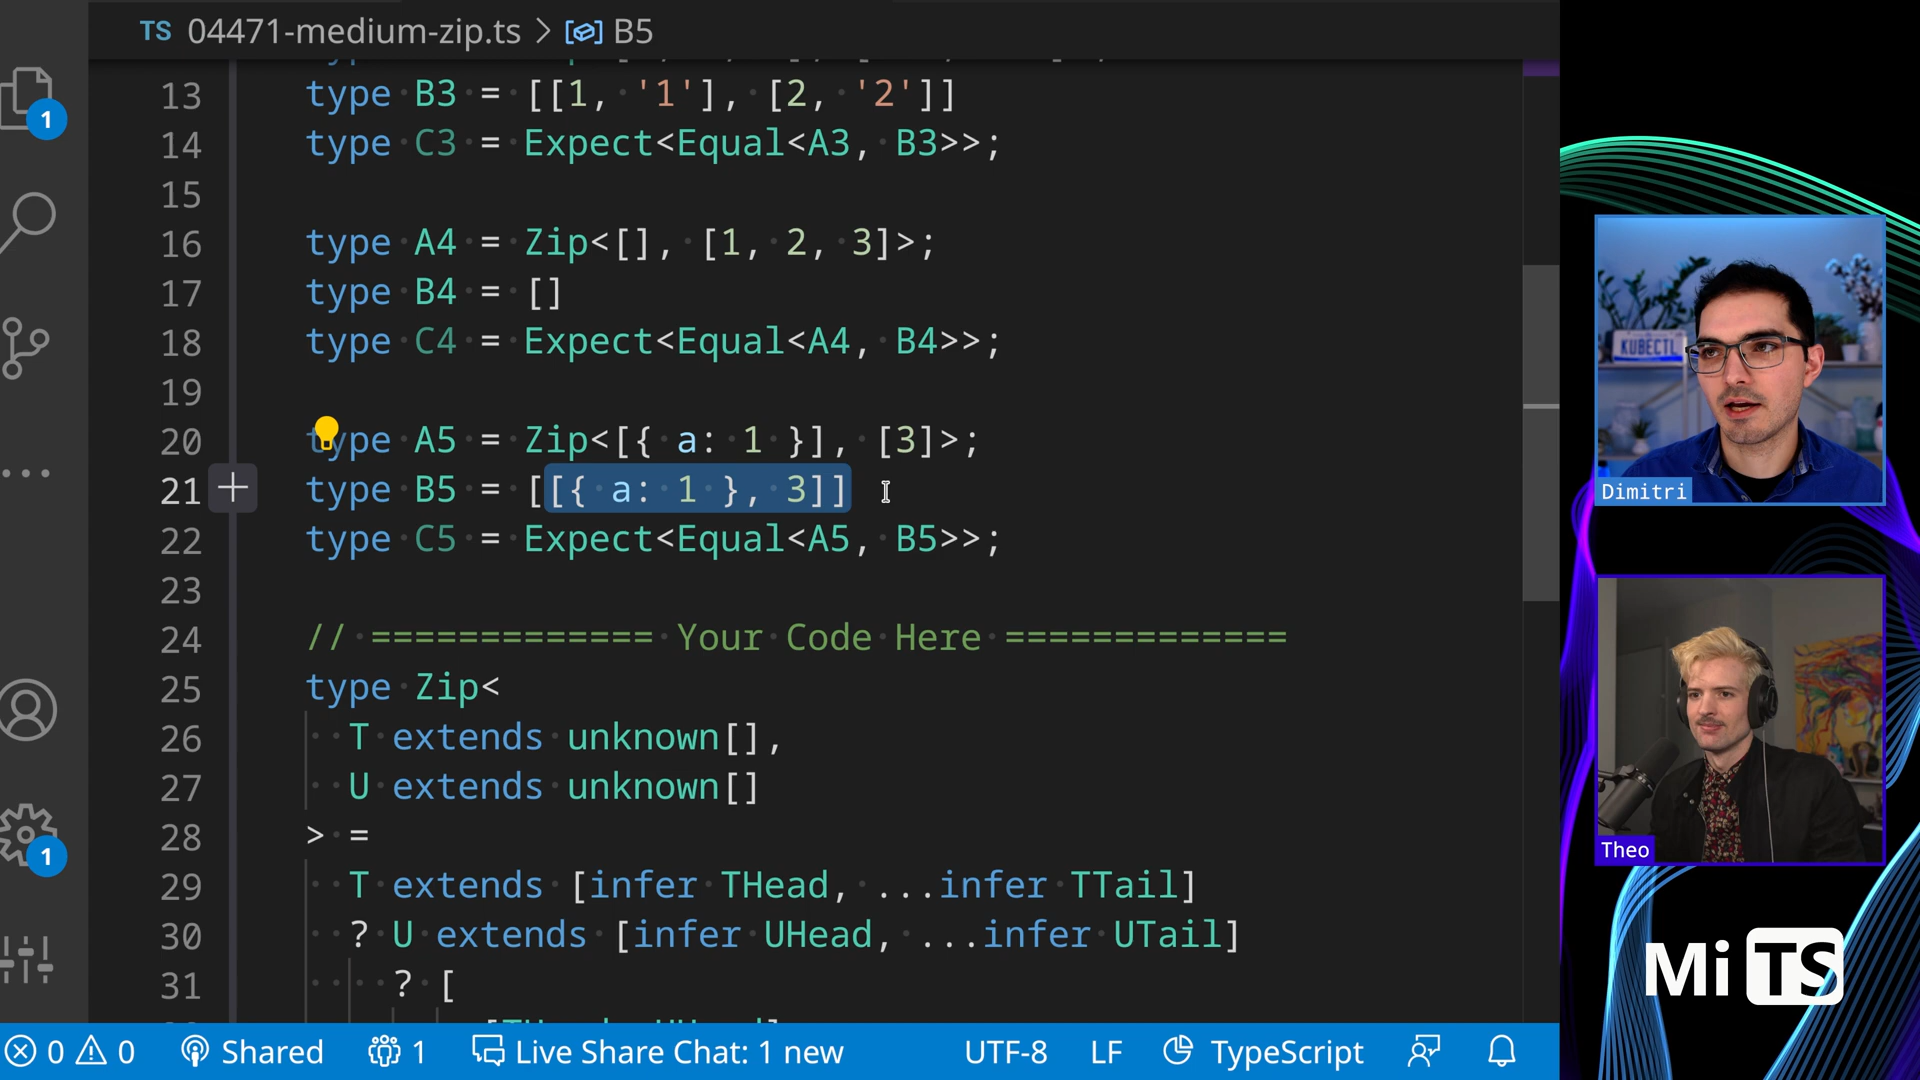 TS 04471-medium-zip.ts > B5
13 type B3 = [[1, '1'], [2, '2']]
14 type C3 = Expect<Equal<A3, B3>>;
15
16 type A4 = Zip<[], [1, 2, 3]>;
17 type B4 = []
18 type C4 = Expect<Equal<A4, B4>>;
19
20 type A5 = Zip<[{ a: 1 }], [3]>;
21 type B5 = [[{ a: 1 }, 3]]
22 type C5 = Expect<Equal<A5, B5>>;
23
24 // ============= Your Code Here =============
25 type Zip<
26 T extends unknown[],
27 U extends unknown[]
28 > =
29 T extends [infer THead, ...infer TTail]
30 ? U extends [infer UHead, ...infer UTail]
31 ? [
1
1
0 0 Shared 1 Live Share Chat: 1 new UTF-8 LF TypeScript
KUBECTL
Dimitri
Theo
Mi TS